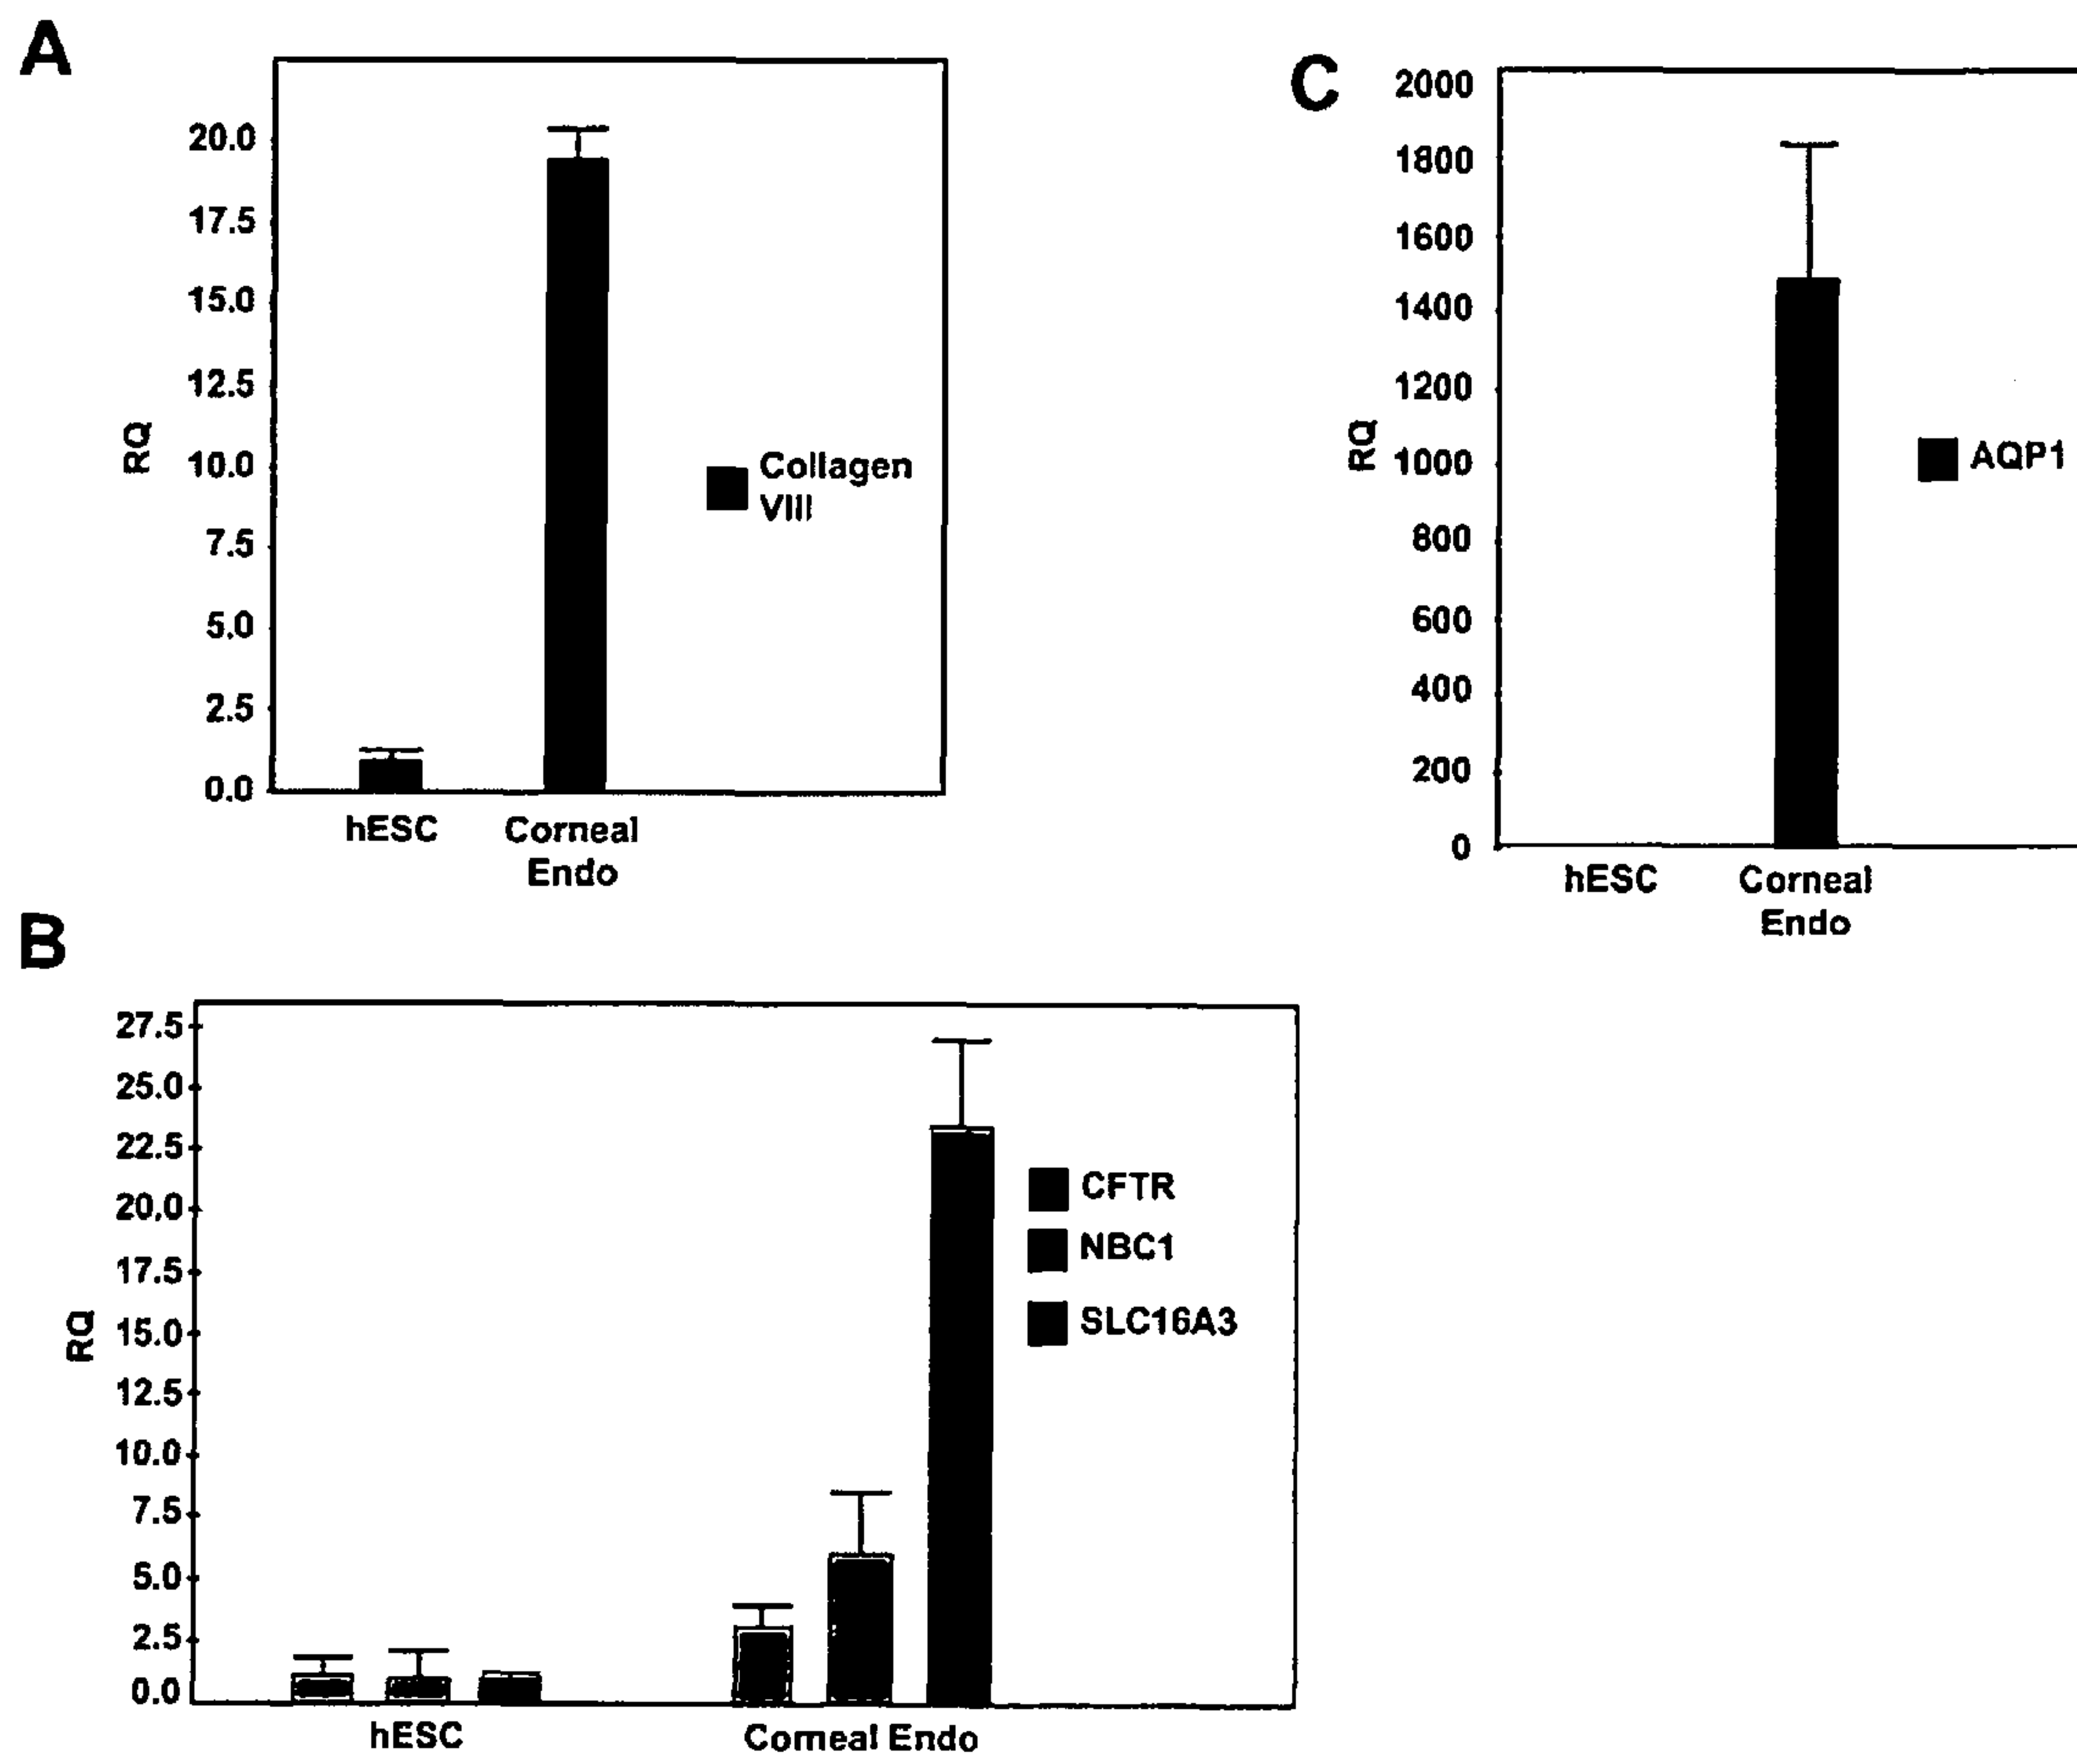 A
20.0
17.5
15.0
12.5
10.0
7.5
5.0
2.5
0.0
RQ
Collagen
VIII
hESC
Corneal
Endo
C
2000
1800
1600
1400
1200
1000
800
600
400
200
0
RQ
AQP1
hESC
Corneal
Endo
B
27.5
25.0
22.5
20.0
17.5
15.0
12.5
10.0
7.5
5.0
2.5
0.0
RQ
CFTR
NBC1
SLC16A3
hESC
Corneal Endo